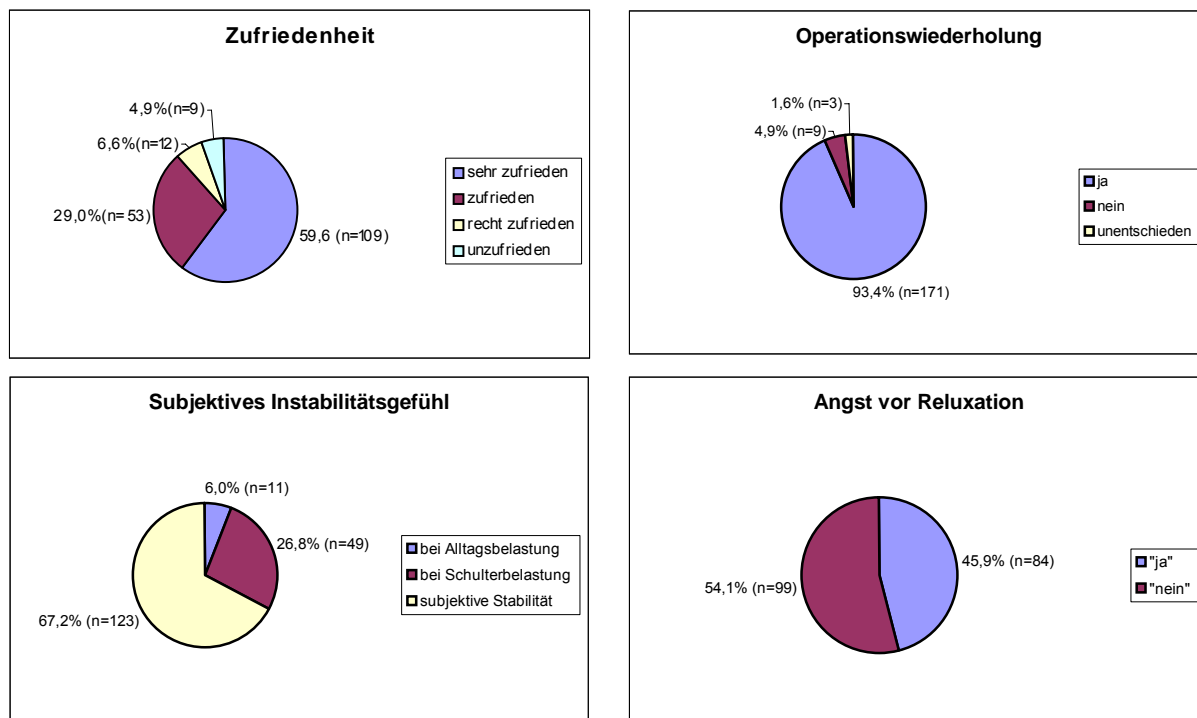 Zufriedenheit
4,9%(n=9)
6,6%(n=12)
29,0%(n=53)
59,6 (n=109)
sehr zufrieden
zufrieden
recht zufrieden
unzufrieden
Operationswiederholung
1,6% (n=3)
4,9% (n=9)
93,4% (n=171)
ja
nein
unentschieden
Subjektives Instabilitätsgefühl
6,0% (n=11)
26,8% (n=49)
67,2% (n=123)
bei Alltagsbelastung
bei Schulterbelastung
subjektive Stabilität
Angst vor Reluxation
45,9% (n=84)
54,1% (n=99)
"ja"
"nein"